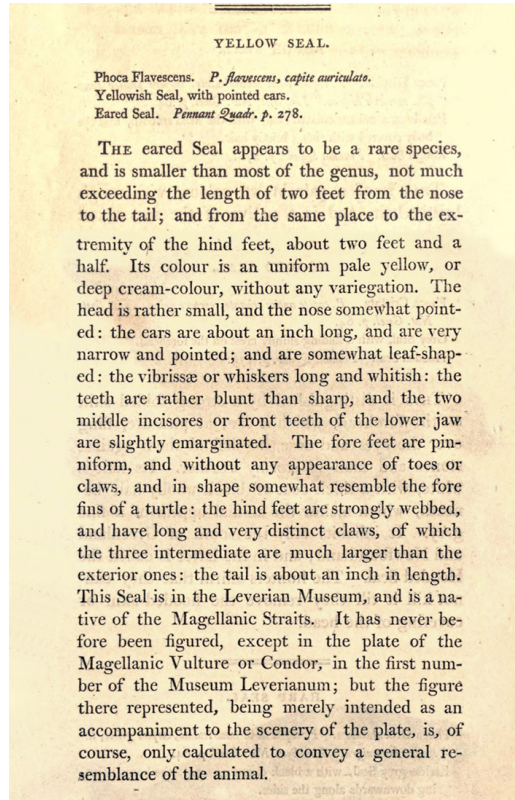 YELLOW SEAL.
Phoca Flavescens. P. flavescens, capite auriculato.
Yellowish Seal, with pointed ears.
Eared Seal. Pennant Quadr. p. 278.
The eared Seal appears to be a rare species,
and is smaller than most of the genus, not much
exceeding the length of two feet from the nose
to the tail; and from the same place to the ex-
tremity of the hind feet, about two feet and a
half. Its colour is an uniform pale yellow, or
deep cream-colour, without any variegation. The
head is rather small, and the nose somewhat point-
ed: the ears are about an inch long, and are very
narrow and pointed; and are somewhat leaf-shap-
ed: the vibrissæ or whiskers long and whitish: the
teeth are rather blunt than sharp, and the two
middle incisores or front teeth of the lower jaw
are slightly emarginated. The fore feet are pin-
niform, and without any appearance of toes or
claws, and in shape somewhat resemble the fore
fins of a turtle: the hind feet are strongly webbed,
and have long and very distinct claws, of which
the three intermediate are much larger than the
exterior ones: the tail is about an inch in length.
This Seal is in the Leverian Museum, and is a na-
tive of the Magellanic Straits. It has never be-
fore been figured, except in the plate of the
Magellanic Vulture or Condor, in the first num-
ber of the Museum Leverianum; but the figure
there represented, being merely intended as an
accompaniment to the scenery of the plate, is, of
course, only calculated to convey a general re-
semblance of the animal.